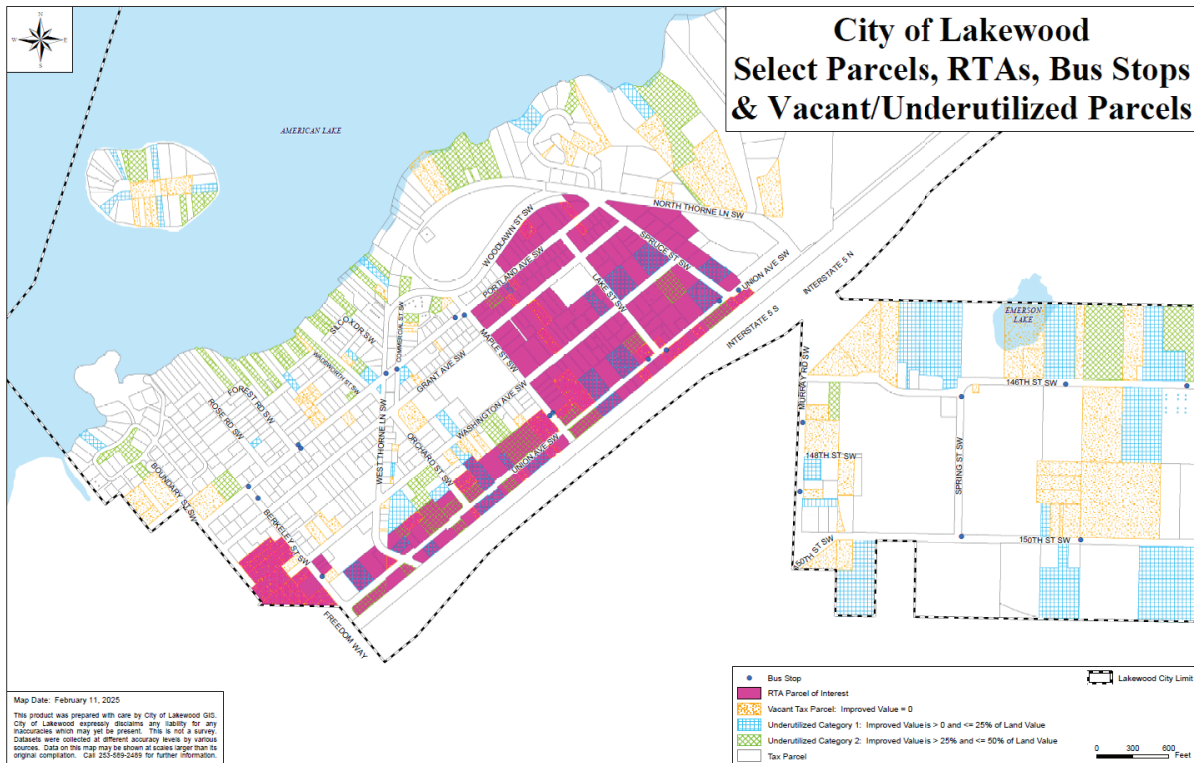 City of Lakewood
Select Parcels, RTAs, Bus Stops
& Vacant/Underutilized Parcels
N
W
E
S
AMERICAN LAKE
NORTH THORNE LN SW
WOODLAWN ST SW
PORTLAND AVE SW
SPRUCE ST SW
LAKE ST SW
UNION AVE SW
INTERSTATE 5 N
INTERSTATE 5 S
EMERSON
LAKE
SILCOX DR SW
COMMERCIAL ST SW
MAPLE ST SW
WADSWORTH ST SW
GRANT AVE SW
WASHINGTON AVE SW
FOREST RD SW
ROSE RD SW
WEST THORNE LN SW
ORCHARD ST SW
UNION AVE SW
BOUNDARY ST SW
BERKELEY ST SW
FREEDOM WAY
MURRAY RD SW
146TH ST SW
148TH ST SW
SPRING ST SW
150TH ST SW
150TH ST SW
Map Date: February 11, 2025
This product was prepared with care by City of Lakewood GIS.
City of Lakewood expressly disclaims any liability for any
inaccuracies which may yet be present. This is not a survey.
Datasets were collected at different accuracy levels by various
sources. Data on this map may be shown at scales larger than its
original compilation. Call 253-589-2489 for further information.
Bus Stop
RTA Parcel of Interest
Vacant Tax Parcel: Improved Value = 0
Underutilized Category 1: Improved Value is > 0 and <= 25% of Land Value
Underutilized Category 2: Improved Value is > 25% and <= 50% of Land Value
Tax Parcel
Lakewood City Limit
0 300 600
Feet